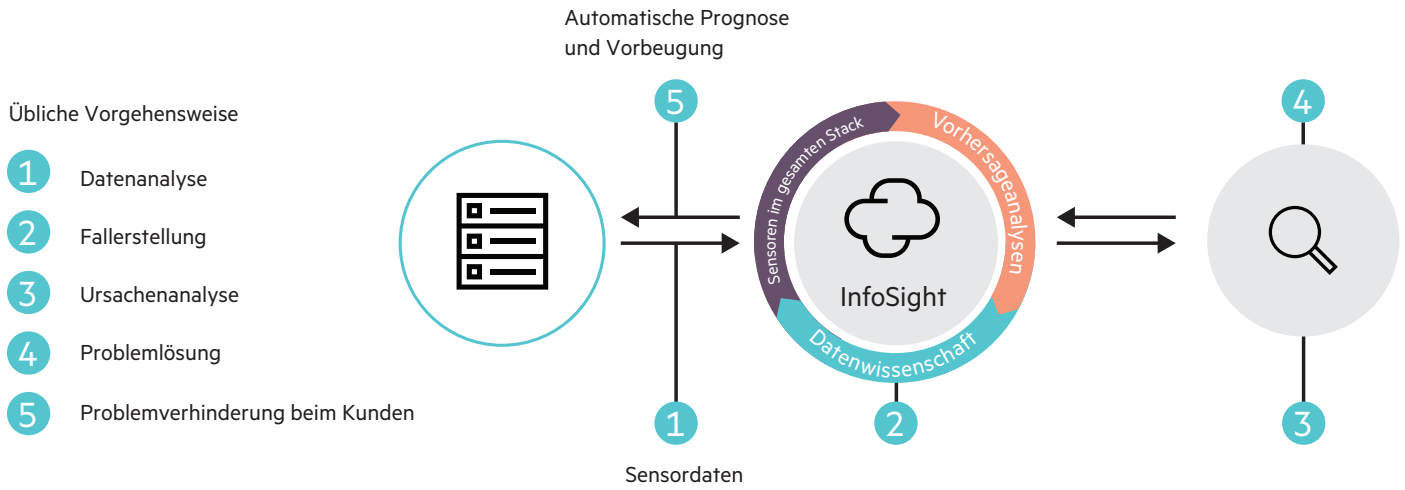 Automatische Prognose
und Vorbeugung
Übliche Vorgehensweise
1 Datenanalyse
2 Fallerstellung
3 Ursachenanalyse
4 Problemlösung
5 Problemverhinderung beim Kunden
5
1
Sensordaten
Sensoren im gesamten Stack
Vorhersageanalysen
Datenwissenschaft
InfoSight
2
4
3